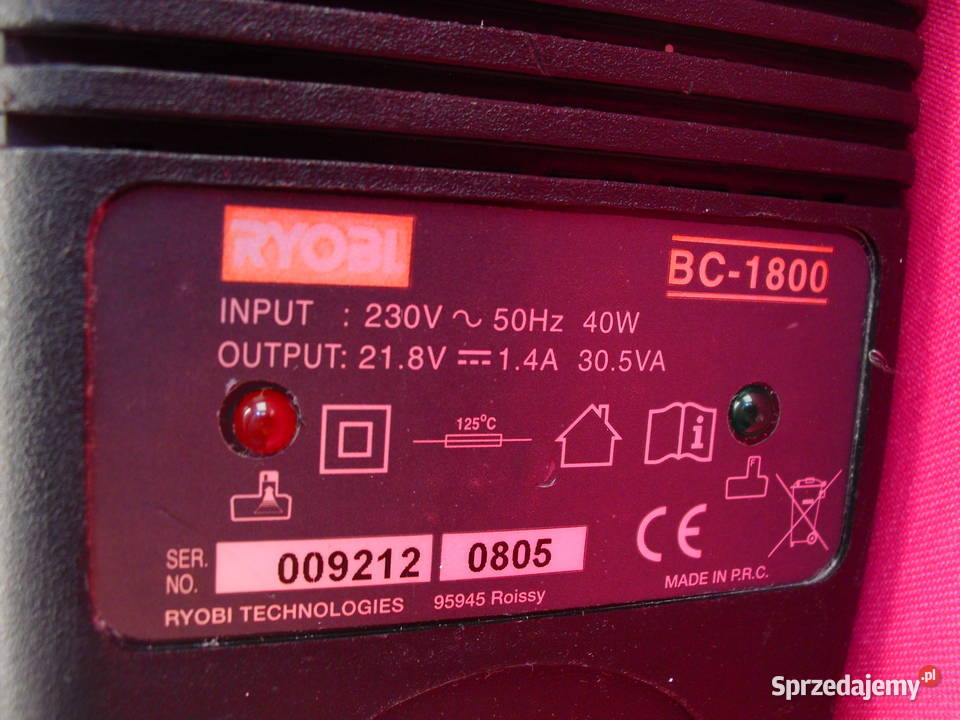 RYOBI
BC-1800
INPUT : 230V ~ 50Hz 40W
OUTPUT: 21.8V ⎓ 1.4A 30.5VA
125°C
i
F
CE
SER. NO. 009212 0805
MADE IN P.R.C.
RYOBI TECHNOLOGIES 95945 Roissy
Sprzedajemy.pl